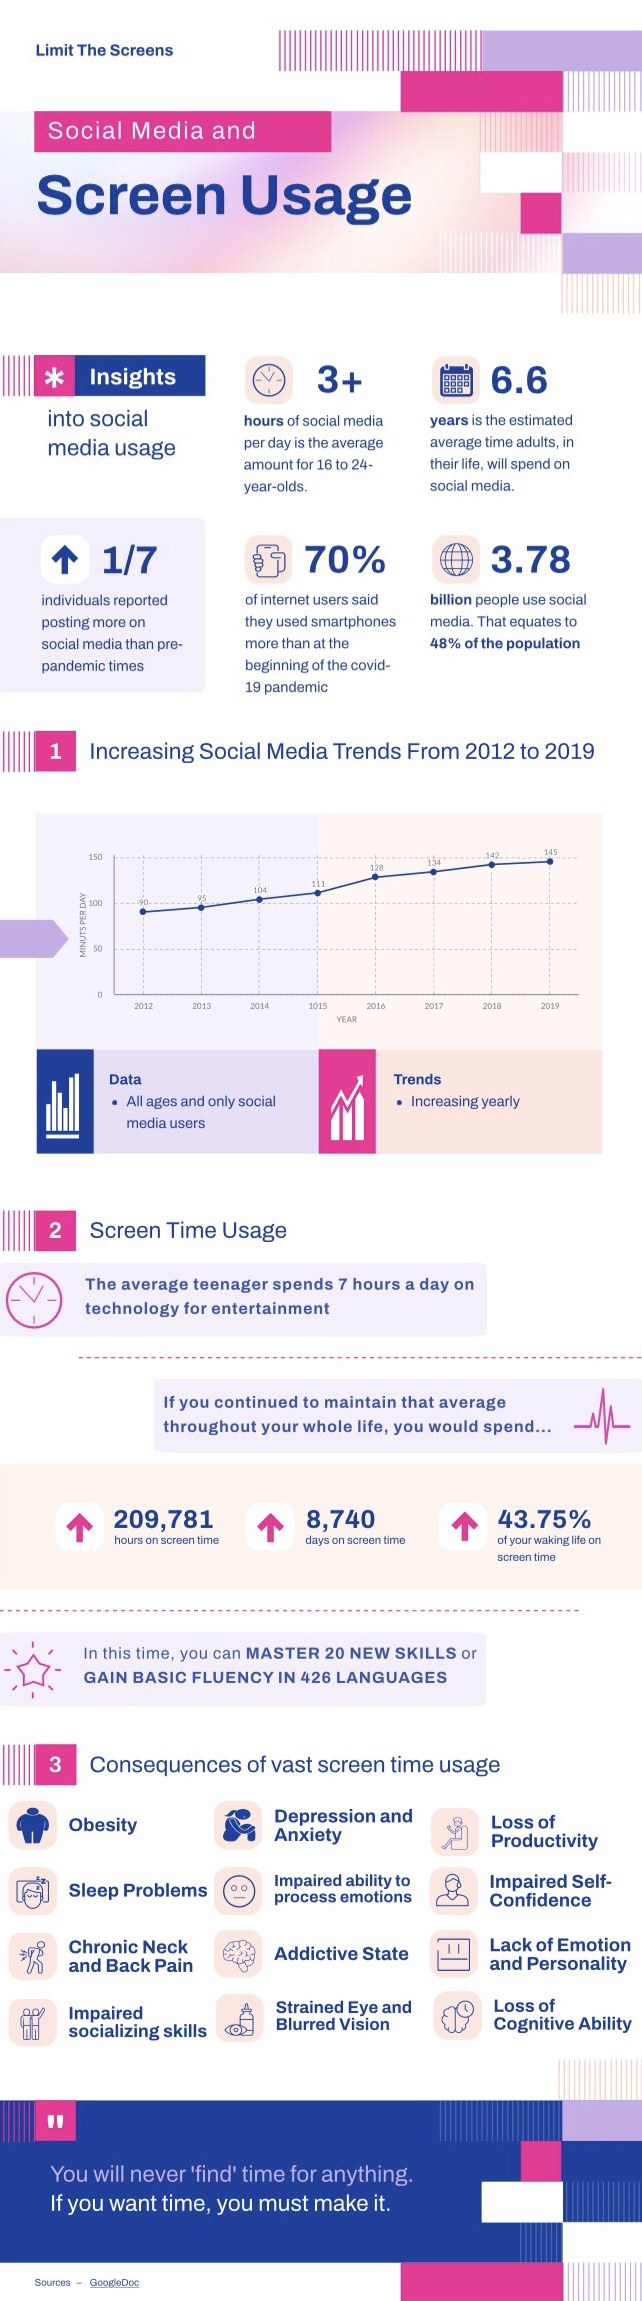 Limit The Screens
Social Media and
Screen Usage
* Insights
into social
media usage
3+
hours of social media
per day is the average
amount for 16 to 24-
year-olds.
6.6
years is the estimated
average time adults, in
their life, will spend on
social media.
1/7
individuals reported
posting more on
social media than pre-
pandemic times
70%
of internet users said
they used smartphones
more than at the
beginning of the covid-
19 pandemic
3.78
billion people use social
media. That equates to
48% of the population
1 Increasing Social Media Trends From 2012 to 2019
MINUTS PER DAY
150
100
50
0
90
95
104
111
128
134
142
145
2012 2013 2014 1015 2016 2017 2018 2019
YEAR
Data
• All ages and only social
media users
Trends
• Increasing yearly
2 Screen Time Usage
The average teenager spends 7 hours a day on
technology for entertainment
If you continued to maintain that average
throughout your whole life, you would spend...
209,781
hours on screen time
8,740
days on screen time
43.75%
of your waking life on
screen time
In this time, you can MASTER 20 NEW SKILLS or
GAIN BASIC FLUENCY IN 426 LANGUAGES
3 Consequences of vast screen time usage
Obesity
Depression and
Anxiety
Loss of
Productivity
Sleep Problems
Impaired ability to
process emotions
Impaired Self-
Confidence
Chronic Neck
and Back Pain
Addictive State
Lack of Emotion
and Personality
Impaired
socializing skills
Strained Eye and
Blurred Vision
Loss of
Cognitive Ability
"
You will never 'find' time for anything.
If you want time, you must make it.
Sources – GoogleDoc